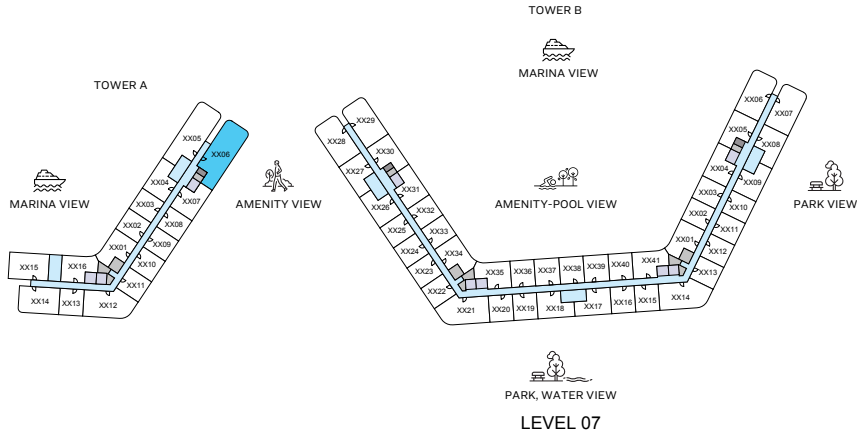 TOWER B
MARINA VIEW
TOWER A
MARINA VIEW
AMENITY VIEW
AMENITY-POOL VIEW
PARK VIEW
PARK, WATER VIEW
LEVEL 07
XX05
XX06
XX04
XX07
XX03
XX08
XX02
XX09
XX01
XX10
XX16
XX15
XX11
XX14
XX13
XX12
XX29
XX28
XX30
XX27
XX31
XX26
XX32
XX25
XX33
XX24
XX34
XX23
XX22
XX35
XX36
XX37
XX38
XX39
XX40
XX41
XX21
XX20
XX19
XX18
XX17
XX16
XX15
XX14
XX06
XX07
XX05
XX08
XX04
XX09
XX03
XX10
XX02
XX11
XX01
XX12
XX13